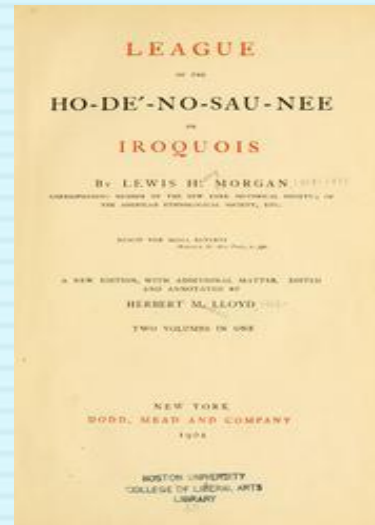 LEAGUE
OF THE
HO-DE´-NO-SAU-NEE
OR
IROQUOIS
By LEWIS H. MORGAN
CORRESPONDING MEMBER OF THE NEW YORK HISTORICAL SOCIETY, OF
THE AMERICAN ETHNOLOGICAL SOCIETY, ETC.
A NEW EDITION, WITH ADDITIONAL MATTER. EDITED
AND ANNOTATED BY
HERBERT M. LLOYD
TWO VOLUMES IN ONE
NEW YORK
DODD, MEAD AND COMPANY
BOSTON UNIVERSITY
COLLEGE OF LIBERAL ARTS
LIBRARY